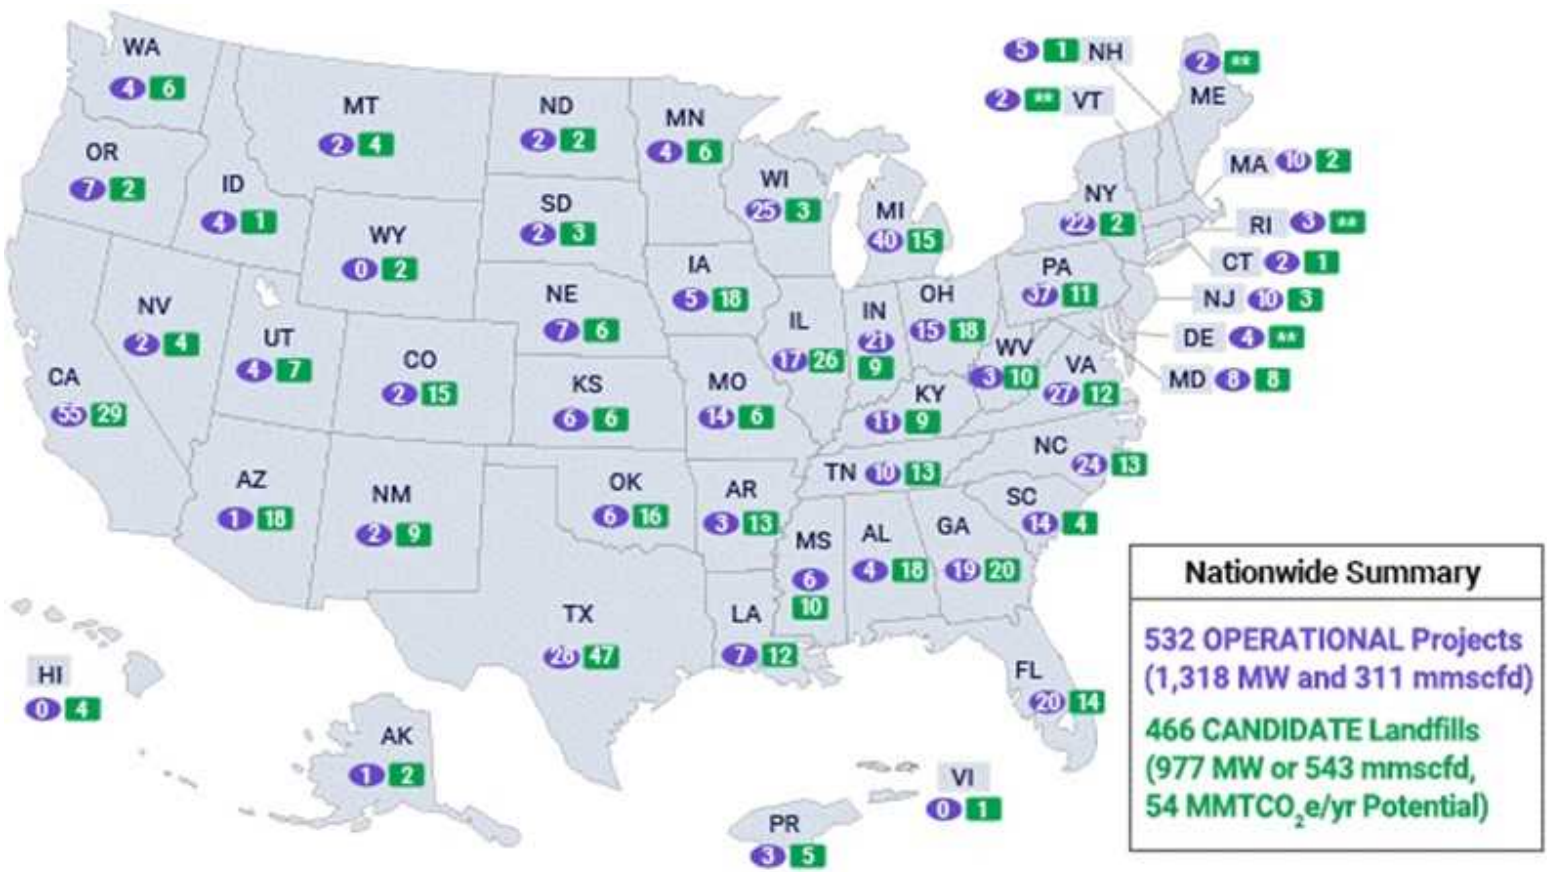 WA
4 6
OR
7 2
ID
4 1
MT
2 4
ND
2 2
MN
4 6
SD
2 3
WY
0 2
WI
25 3
MI
40 15
5 1 NH
2 ** VT
2 **
ME
MA 10 2
NY
22 2
RI 3 **
CT 2 1
NJ 10 3
DE 4 **
MD 8 8
PA
37 11
NV
2 4
CA
55 29
UT
4 7
CO
2 15
NE
7 6
IA
5 18
IL
17 26
IN
21
9
OH
15 18
WV
3 10
VA
27 12
KS
6 6
MO
14 6
KY
11 9
NC
24 13
TN 10 13
AZ
1 18
NM
2 9
OK
6 16
AR
3 13
MS
6
10
AL
4 18
GA
19 20
SC
14 4
TX
28 47
LA
7 12
FL
20 14
HI
0 4
AK
1 2
PR
3 5
VI
0 1
Nationwide Summary
532 OPERATIONAL Projects
(1,318 MW and 311 mmscfd)
466 CANDIDATE Landfills
(977 MW or 543 mmscfd,
54 MMTCO₂e/yr Potential)